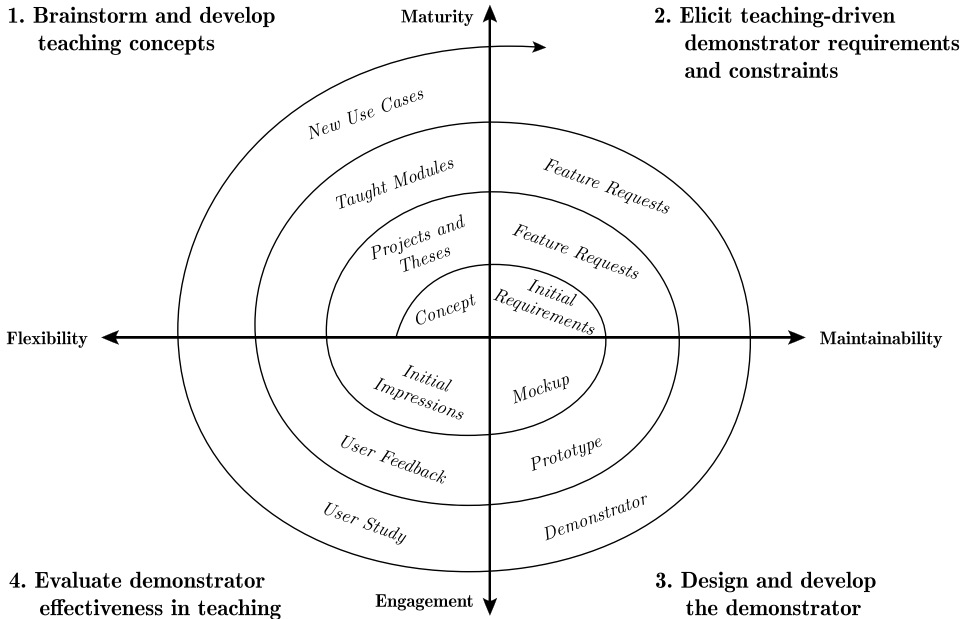 1. Brainstorm and develop
teaching concepts
Maturity
2. Elicit teaching-driven
demonstrator requirements
and constraints
New Use Cases
Taught Modules
Feature Requests
Projects and
Theses
Feature Requests
Concept
Initial
Requirements
Flexibility
Maintainability
Initial
Impressions
Mockup
User Feedback
Prototype
User Study
Demonstrator
4. Evaluate demonstrator
effectiveness in teaching
Engagement
3. Design and develop
the demonstrator